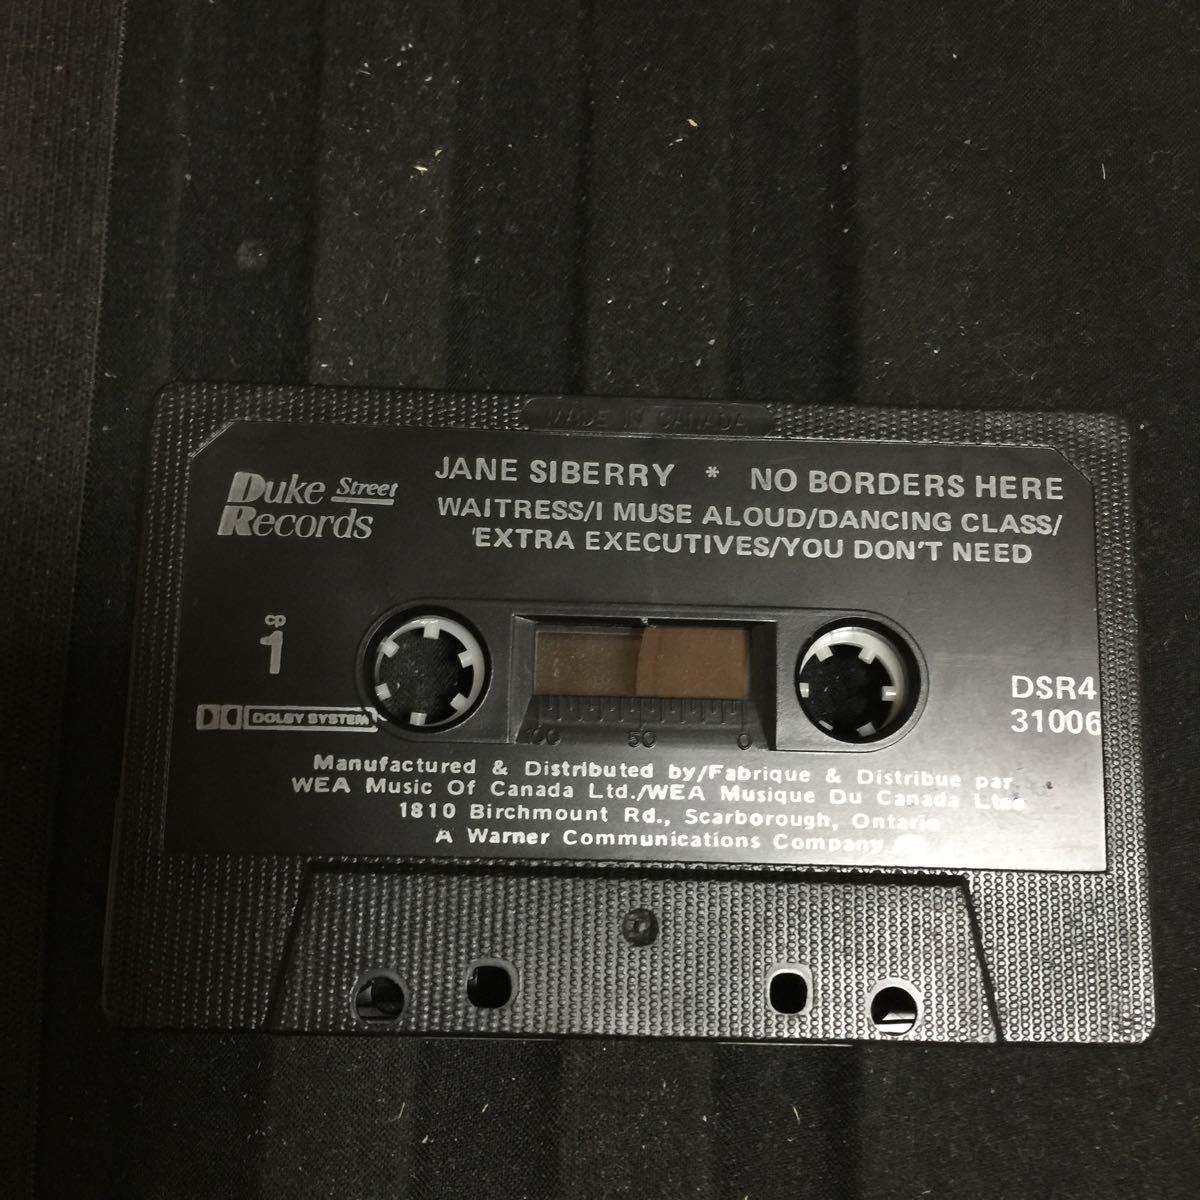 MADE IN CANADA
Duke Street
Records
JANE SIBERRY * NO BORDERS HERE
WAITRESS/I MUSE ALOUD/DANCING CLASS/
'EXTRA EXECUTIVES/YOU DON'T NEED
cp
1
DOLBY SYSTEM
100 50 0
DSR4
31006
Manufactured & Distributed by/Fabrique & Distribue par
WEA Music Of Canada Ltd./WEA Musique Du Canada Ltee
1810 Birchmount Rd., Scarborough, Ontario
A Warner Communications Company